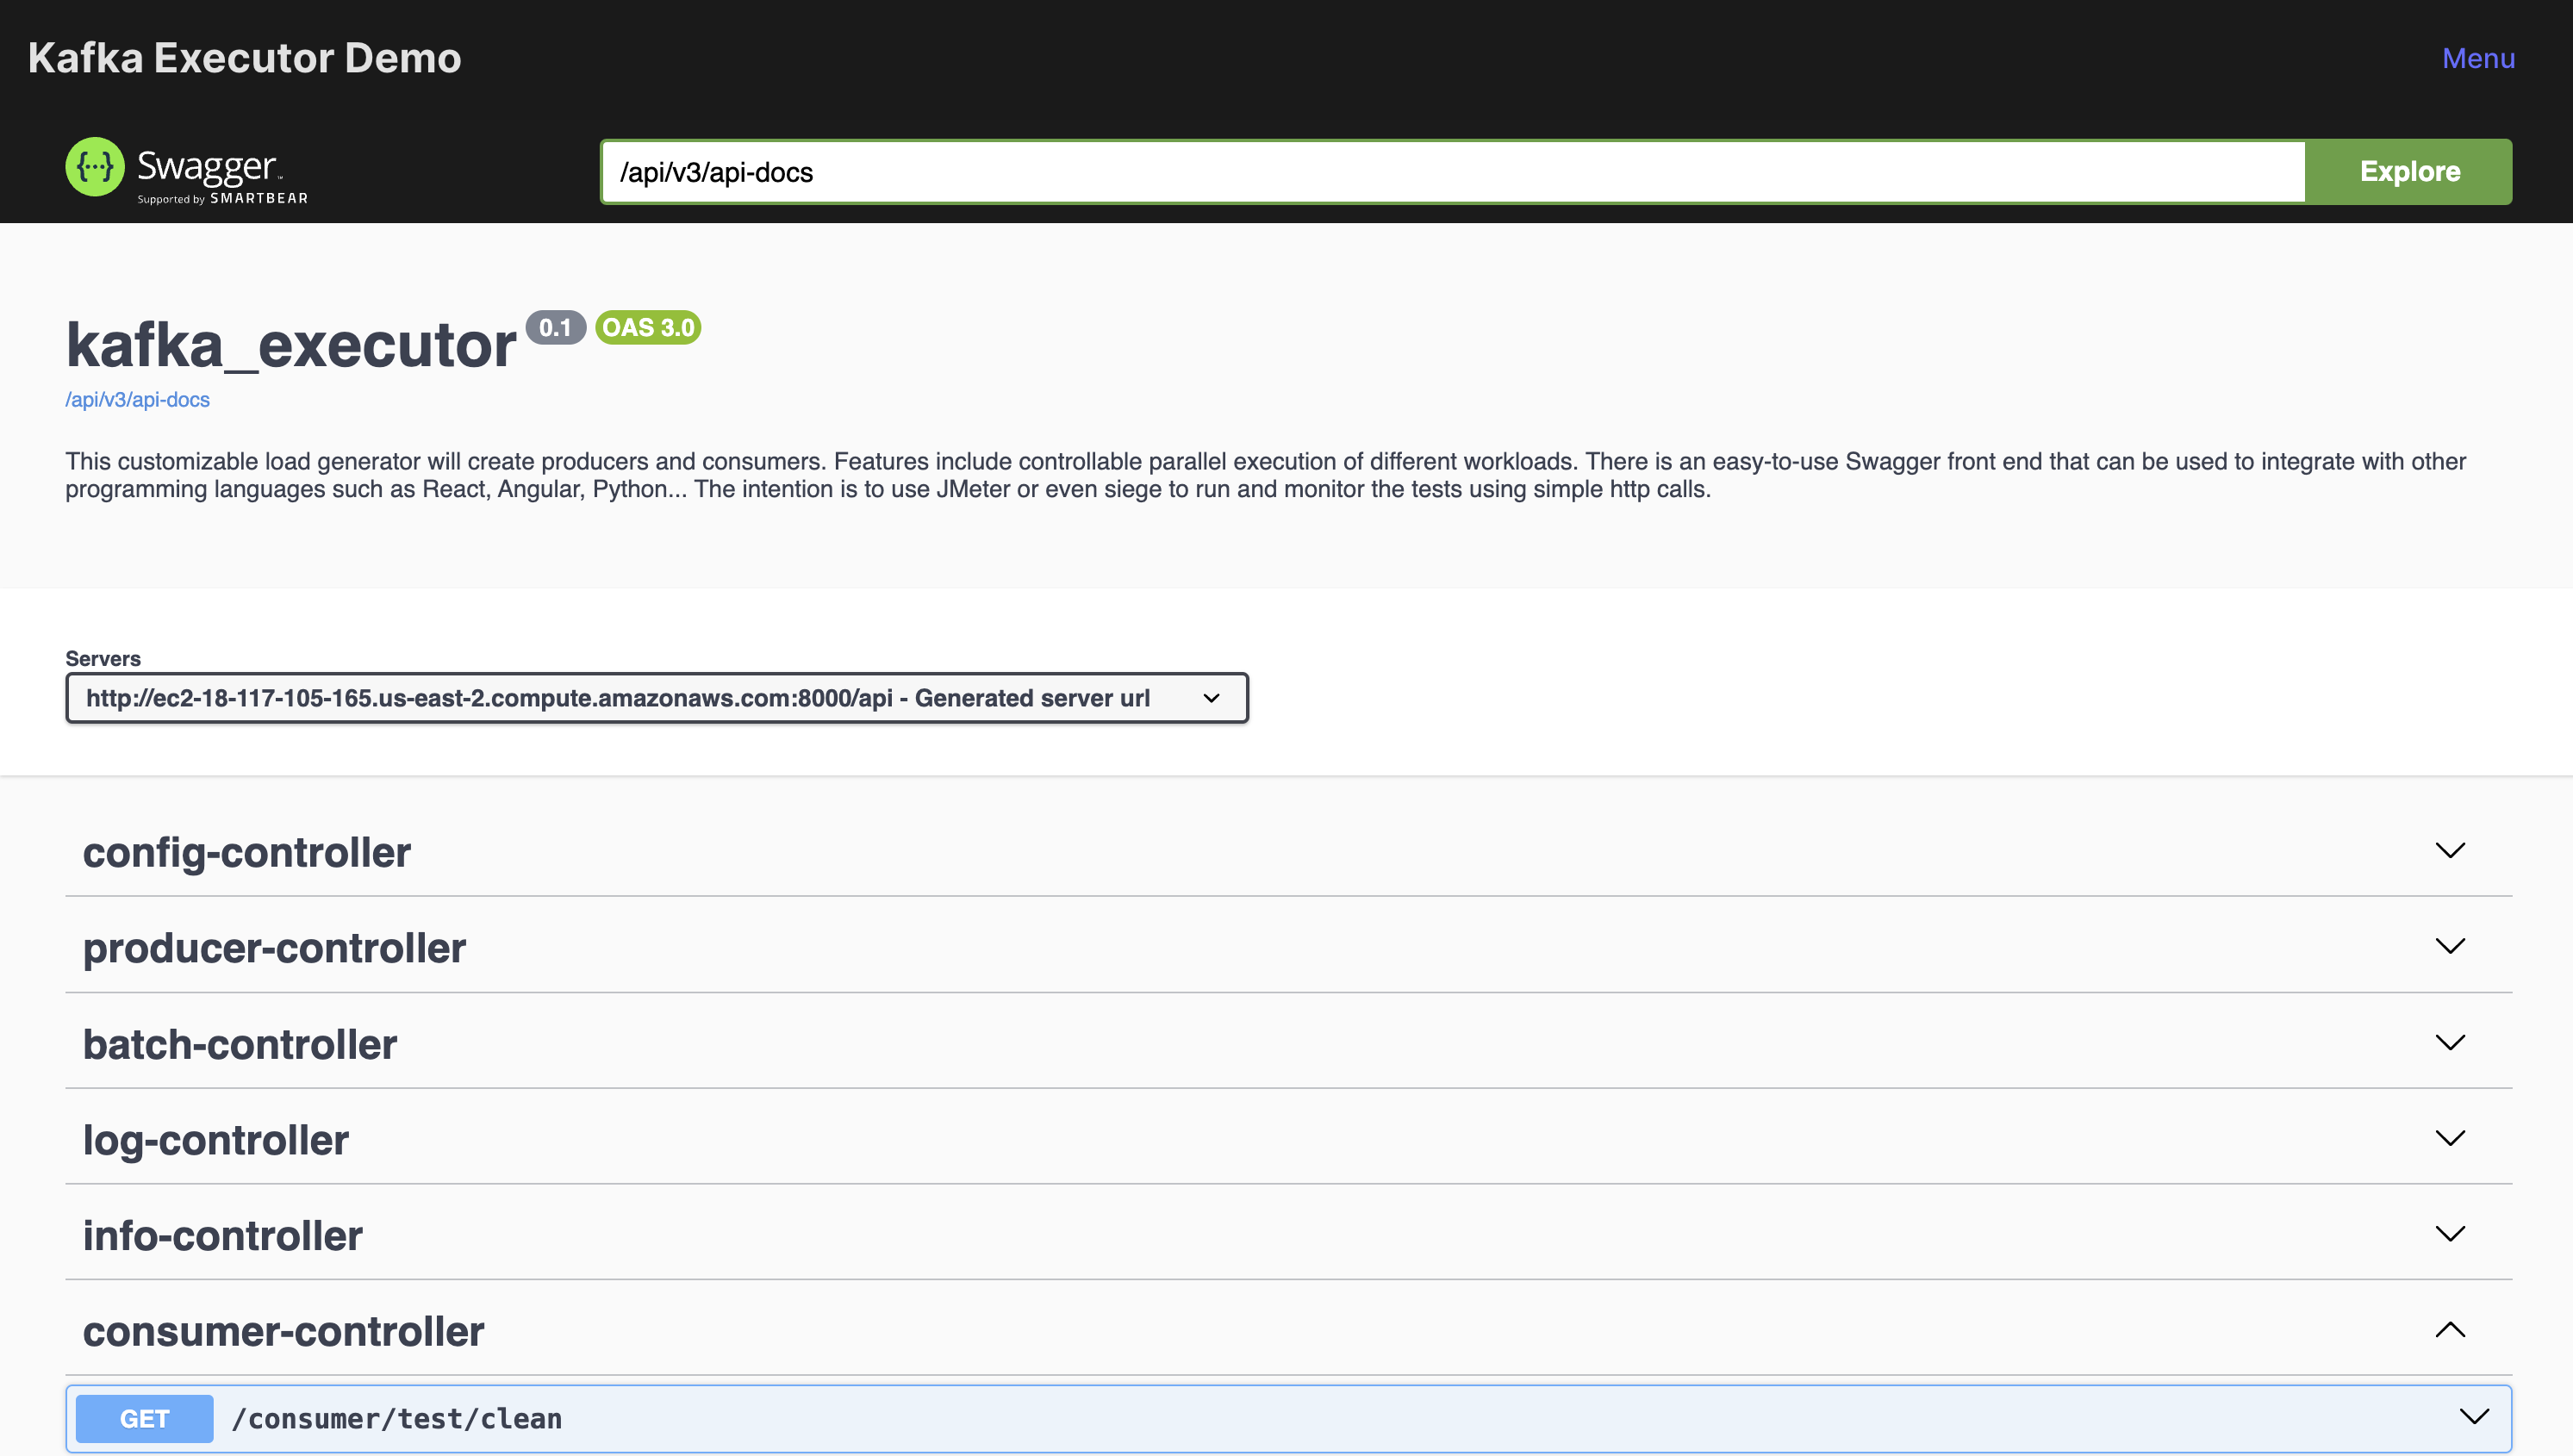 Kafka Executor Demo
Menu
Swagger™
Supported by SMARTBEAR
/api/v3/api-docs
Explore
kafka_executor 0.1 OAS 3.0
/api/v3/api-docs
This customizable load generator will create producers and consumers. Features include controllable parallel execution of different workloads. There is an easy-to-use Swagger front end that can be used to integrate with other
programming languages such as React, Angular, Python... The intention is to use JMeter or even siege to run and monitor the tests using simple http calls.
Servers
http://ec2-18-117-105-165.us-east-2.compute.amazonaws.com:8000/api - Generated server url
config-controller
producer-controller
batch-controller
log-controller
info-controller
consumer-controller
GET /consumer/test/clean